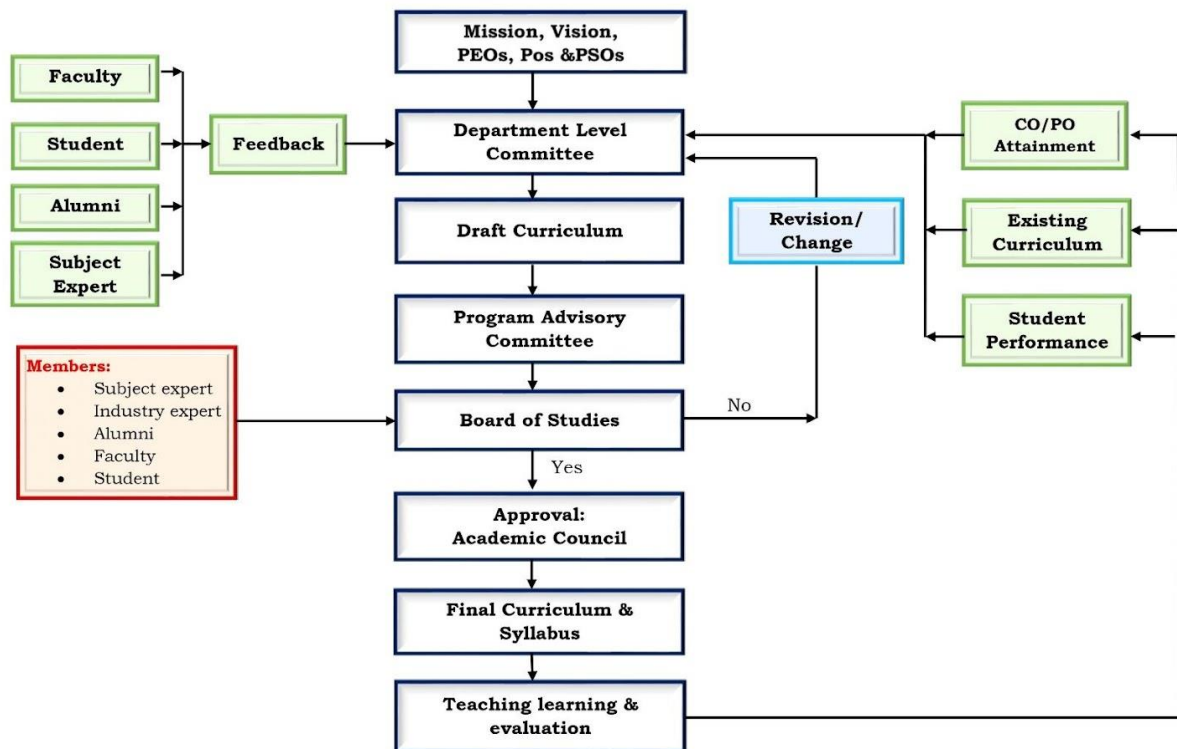 Mission, Vision,
PEOs, Pos &PSOs
Faculty
Student
Alumni
Subject
Expert
Feedback
Department Level
Committee
CO/PO
Attainment
Draft Curriculum
Revision/
Change
Existing
Curriculum
Program Advisory
Committee
Student
Performance
Members:
• Subject expert
• Industry expert
• Alumni
• Faculty
• Student
Board of Studies
No
Yes
Approval:
Academic Council
Final Curriculum &
Syllabus
Teaching learning &
evaluation